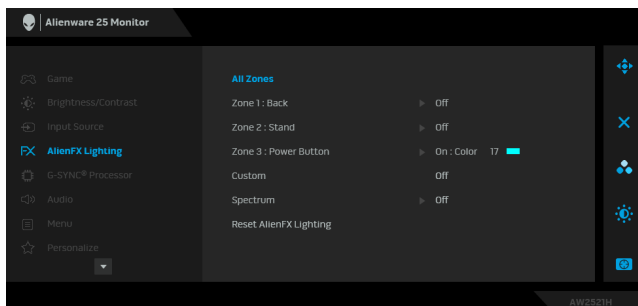 Alienware 25 Monitor
Game
Brightness/Contrast
Input Source
FX AlienFX Lighting
G-SYNC® Processor
Audio
Menu
Personalize
All Zones
Zone 1 : Back Off
Zone 2 : Stand Off
Zone 3 : Power Button On : Color 17
Custom Off
Spectrum Off
Reset AlienFX Lighting
AW2521H